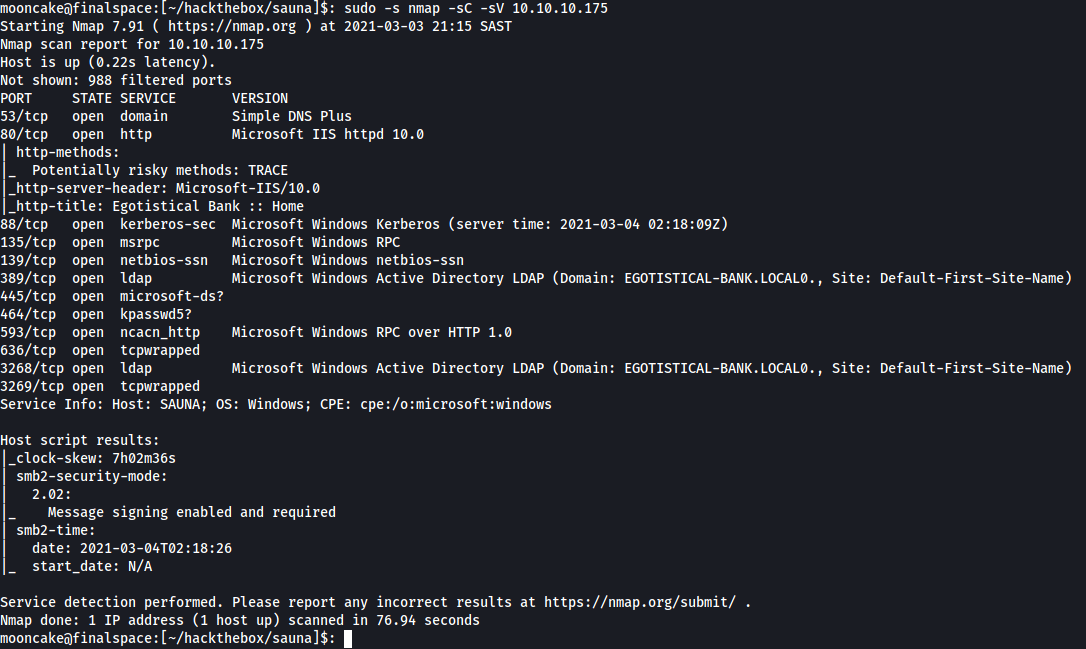 mooncake@finalspace:[~/hackthebox/sauna]$: sudo -s nmap -sC -sV 10.10.10.175
Starting Nmap 7.91 ( https://nmap.org ) at 2021-03-03 21:15 SAST
Nmap scan report for 10.10.10.175
Host is up (0.22s latency).
Not shown: 988 filtered ports
PORT     STATE SERVICE       VERSION
53/tcp   open  domain        Simple DNS Plus
80/tcp   open  http          Microsoft IIS httpd 10.0
| http-methods:
|_  Potentially risky methods: TRACE
|_http-server-header: Microsoft-IIS/10.0
|_http-title: Egotistical Bank :: Home
88/tcp   open  kerberos-sec  Microsoft Windows Kerberos (server time: 2021-03-04 02:18:09Z)
135/tcp  open  msrpc         Microsoft Windows RPC
139/tcp  open  netbios-ssn   Microsoft Windows netbios-ssn
389/tcp  open  ldap          Microsoft Windows Active Directory LDAP (Domain: EGOTISTICAL-BANK.LOCAL0., Site: Default-First-Site-Name)
445/tcp  open  microsoft-ds?
464/tcp  open  kpasswd5?
593/tcp  open  ncacn_http    Microsoft Windows RPC over HTTP 1.0
636/tcp  open  tcpwrapped
3268/tcp open  ldap          Microsoft Windows Active Directory LDAP (Domain: EGOTISTICAL-BANK.LOCAL0., Site: Default-First-Site-Name)
3269/tcp open  tcpwrapped
Service Info: Host: SAUNA; OS: Windows; CPE: cpe:/o:microsoft:windows
Host script results:
|_clock-skew: 7h02m36s
| smb2-security-mode:
|   2.02:
|_    Message signing enabled and required
| smb2-time:
|   date: 2021-03-04T02:18:26
|_  start_date: N/A
Service detection performed. Please report any incorrect results at https://nmap.org/submit/ .
Nmap done: 1 IP address (1 host up) scanned in 76.94 seconds
mooncake@finalspace:[~/hackthebox/sauna]$: